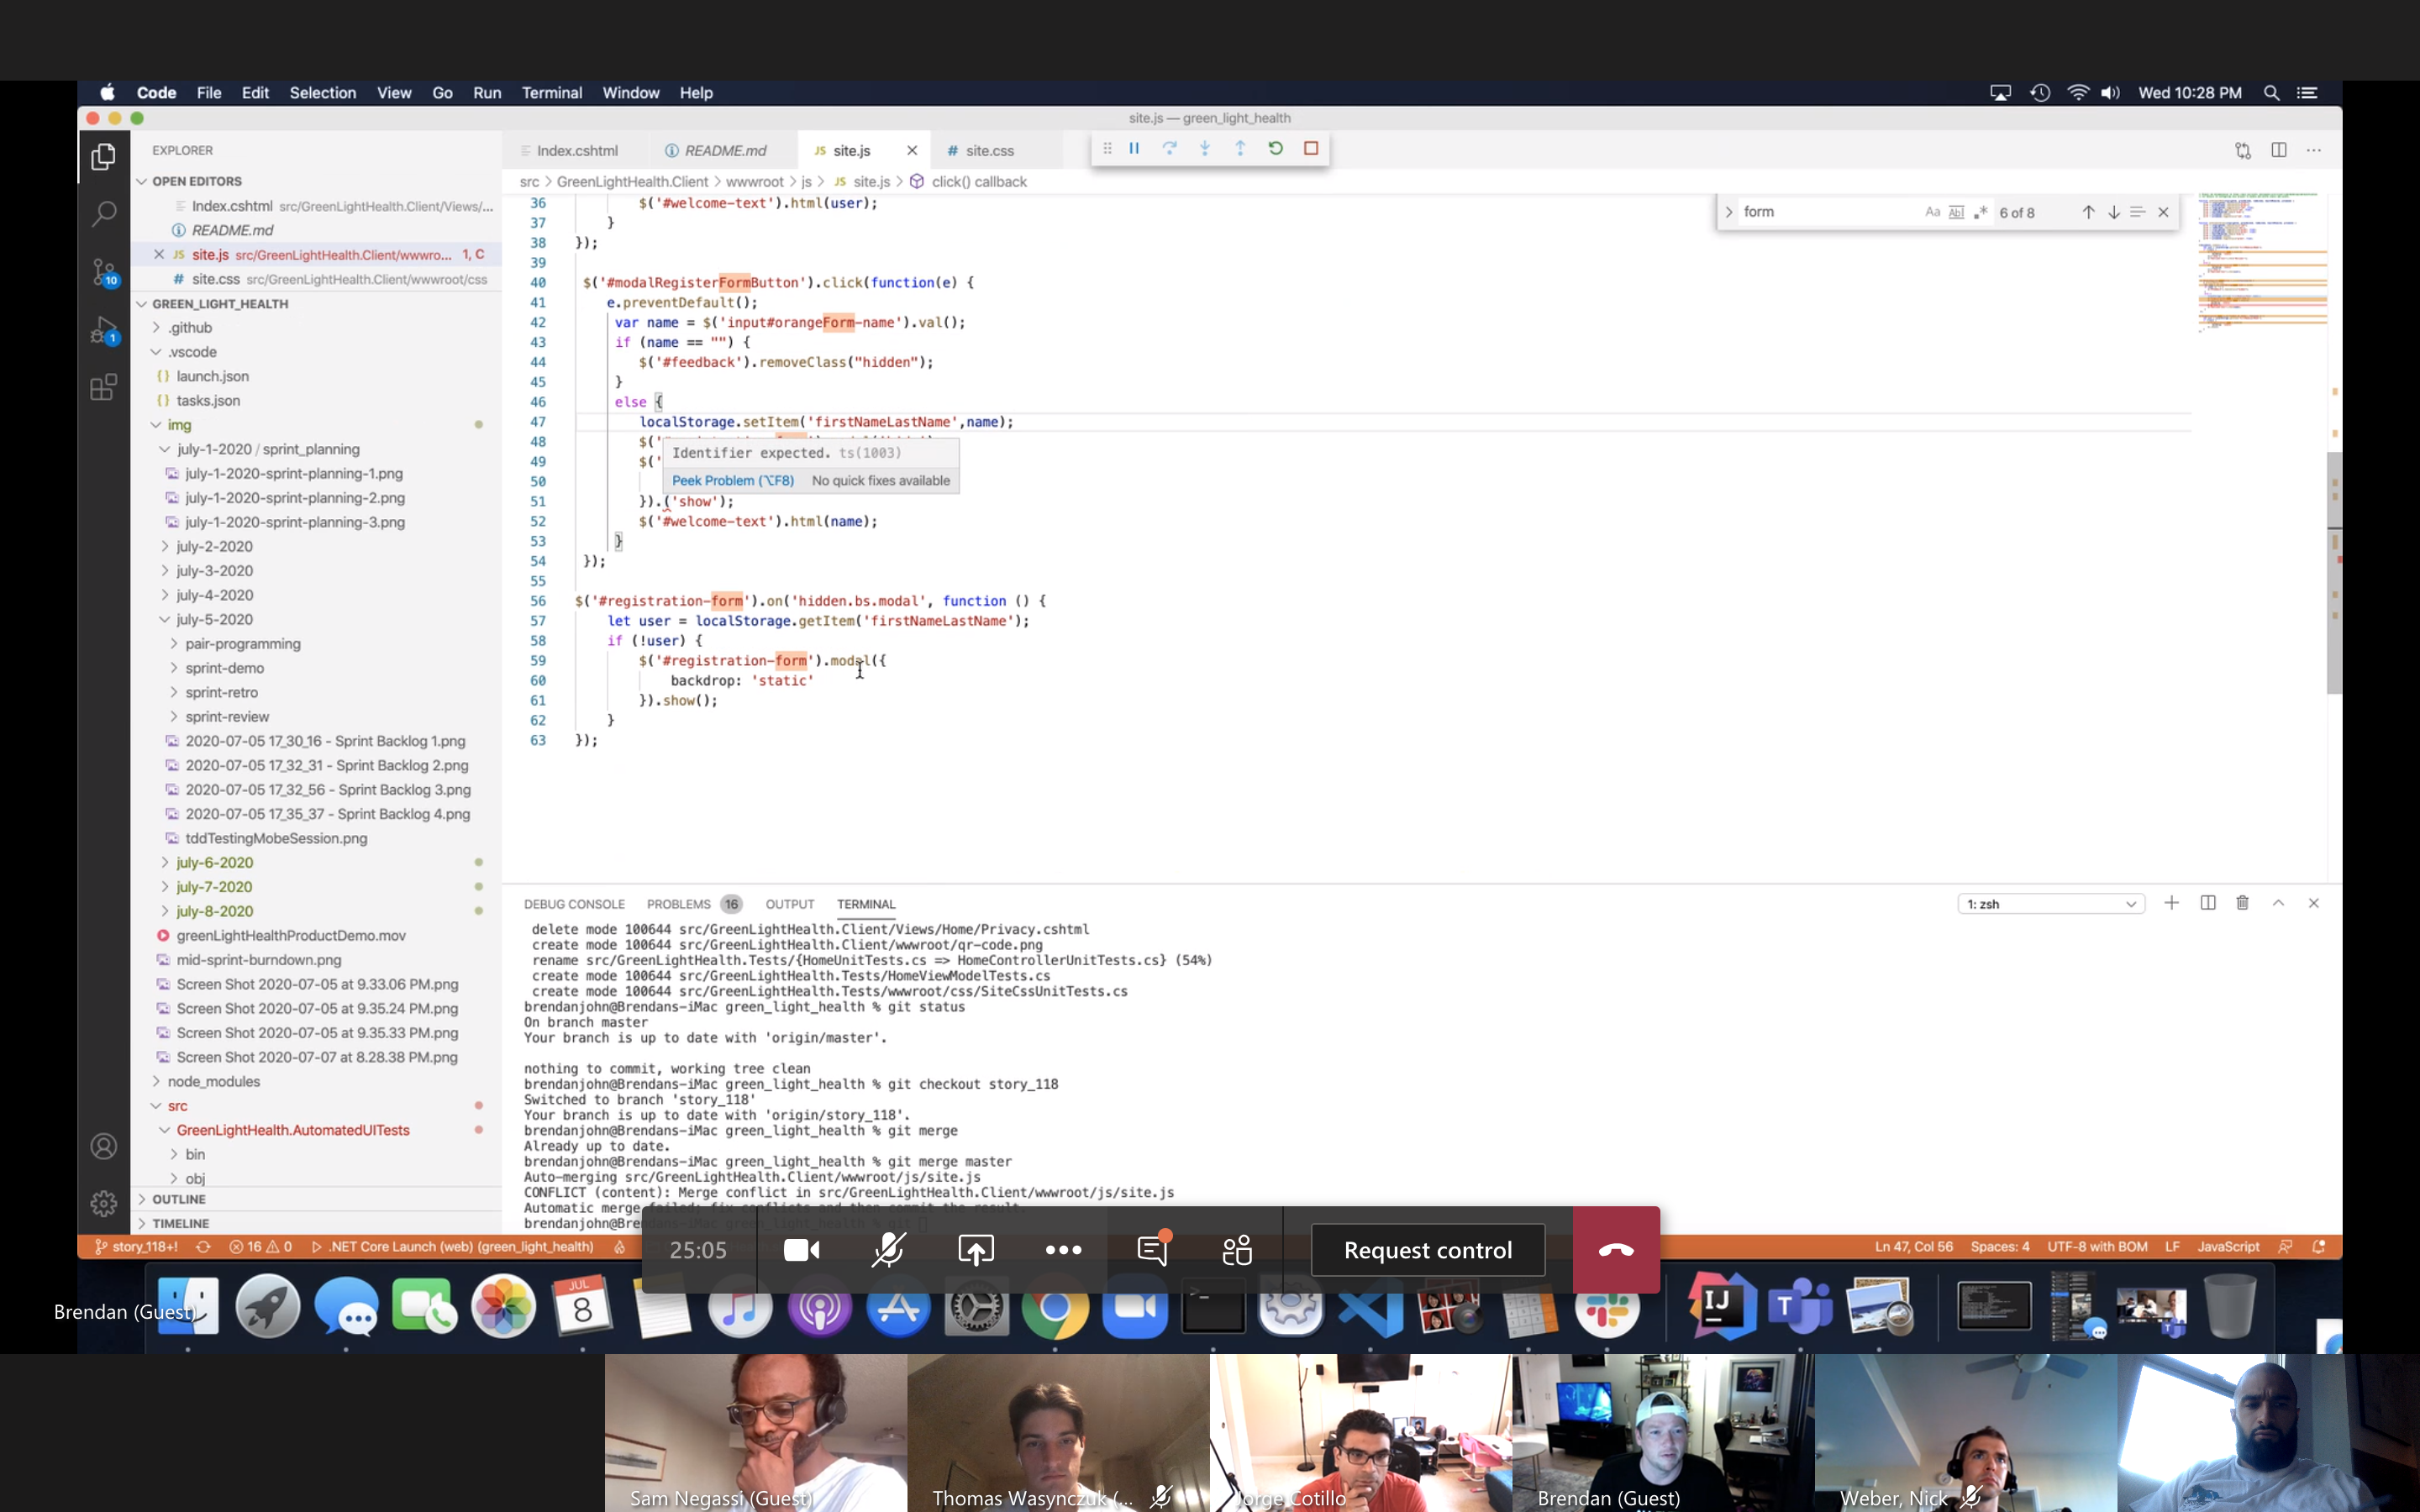 Code File Edit Selection View Go Run Terminal Window Help
Wed 10:28 PM
site.js — green_light_health
EXPLORER
OPEN EDITORS
Index.cshtml src/GreenLightHealth.Client/Views/...
README.md
JS site.js src/GreenLightHealth.Client/wwwro... 1, C
# site.css src/GreenLightHealth.Client/wwwroot/css
GREEN_LIGHT_HEALTH
.github
.vscode
{} launch.json
{} tasks.json
img
july-1-2020 / sprint_planning
july-1-2020-sprint-planning-1.png
july-1-2020-sprint-planning-2.png
july-1-2020-sprint-planning-3.png
july-2-2020
july-3-2020
july-4-2020
july-5-2020
pair-programming
sprint-demo
sprint-retro
sprint-review
2020-07-05 17_30_16 - Sprint Backlog 1.png
2020-07-05 17_32_31 - Sprint Backlog 2.png
2020-07-05 17_32_56 - Sprint Backlog 3.png
2020-07-05 17_35_37 - Sprint Backlog 4.png
tddTestingMobeSession.png
july-6-2020
july-7-2020
july-8-2020
greenLightHealthProductDemo.mov
mid-sprint-burndown.png
Screen Shot 2020-07-05 at 9.33.06 PM.png
Screen Shot 2020-07-05 at 9.35.24 PM.png
Screen Shot 2020-07-05 at 9.35.33 PM.png
Screen Shot 2020-07-07 at 8.28.38 PM.png
node_modules
src
GreenLightHealth.AutomatedUITests
bin
obj
OUTLINE
TIMELINE
10
1
Index.cshtml README.md JS site.js # site.css
src > GreenLightHealth.Client > wwwroot > js > JS site.js > click() callback
form Aa Abl .* 6 of 8
36 $('#welcome-text').html(user);
37 }
38 });
39
40 $('#modalRegisterFormButton').click(function(e) {
41 e.preventDefault();
42 var name = $('input#orangeForm-name').val();
43 if (name == "") {
44 $('#feedback').removeClass("hidden");
45 }
46 else {
47 localStorage.setItem('firstNameLastName',name);
48 $('
49 $('
50
Identifier expected. ts(1003)
Peek Problem (⌥F8) No quick fixes available
51 }).('show');
52 $('#welcome-text').html(name);
53 }
54 });
55
56 $('#registration-form').on('hidden.bs.modal', function () {
57 let user = localStorage.getItem('firstNameLastName');
58 if (!user) {
59 $('#registration-form').modal({
60 backdrop: 'static'
61 }).show();
62 }
63 });
DEBUG CONSOLE PROBLEMS 16 OUTPUT TERMINAL
1: zsh
delete mode 100644 src/GreenLightHealth.Client/Views/Home/Privacy.cshtml
create mode 100644 src/GreenLightHealth.Client/wwwroot/qr-code.png
rename src/GreenLightHealth.Tests/{HomeUnitTests.cs => HomeControllerUnitTests.cs} (54%)
create mode 100644 src/GreenLightHealth.Tests/HomeViewModelTests.cs
create mode 100644 src/GreenLightHealth.Tests/wwwroot/css/SiteCssUnitTests.cs
brendanjohn@Brendans-iMac green_light_health % git status
On branch master
Your branch is up to date with 'origin/master'.
nothing to commit, working tree clean
brendanjohn@Brendans-iMac green_light_health % git checkout story_118
Switched to branch 'story_118'
Your branch is up to date with 'origin/story_118'.
brendanjohn@Brendans-iMac green_light_health % git merge
Already up to date.
brendanjohn@Brendans-iMac green_light_health % git merge master
Auto-merging src/GreenLightHealth.Client/wwwroot/js/site.js
CONFLICT (content): Merge conflict in src/GreenLightHealth.Client/wwwroot/js/site.js
Automatic merge failed; fix conflicts and then commit the result.
brendanjohn@Brendans-iMac green_light_health % git
story_118+! 16 0 .NET Core Launch (web) (green_light_health)
Ln 47, Col 56 Spaces: 4 UTF-8 with BOM LF JavaScript
25:05 Request control
Brendan (Guest)
JUL
8
IJ
T
Sam Negassi (Guest)
Thomas Wasynczuk (...
Jorge Cotillo
Brendan (Guest)
Weber, Nick